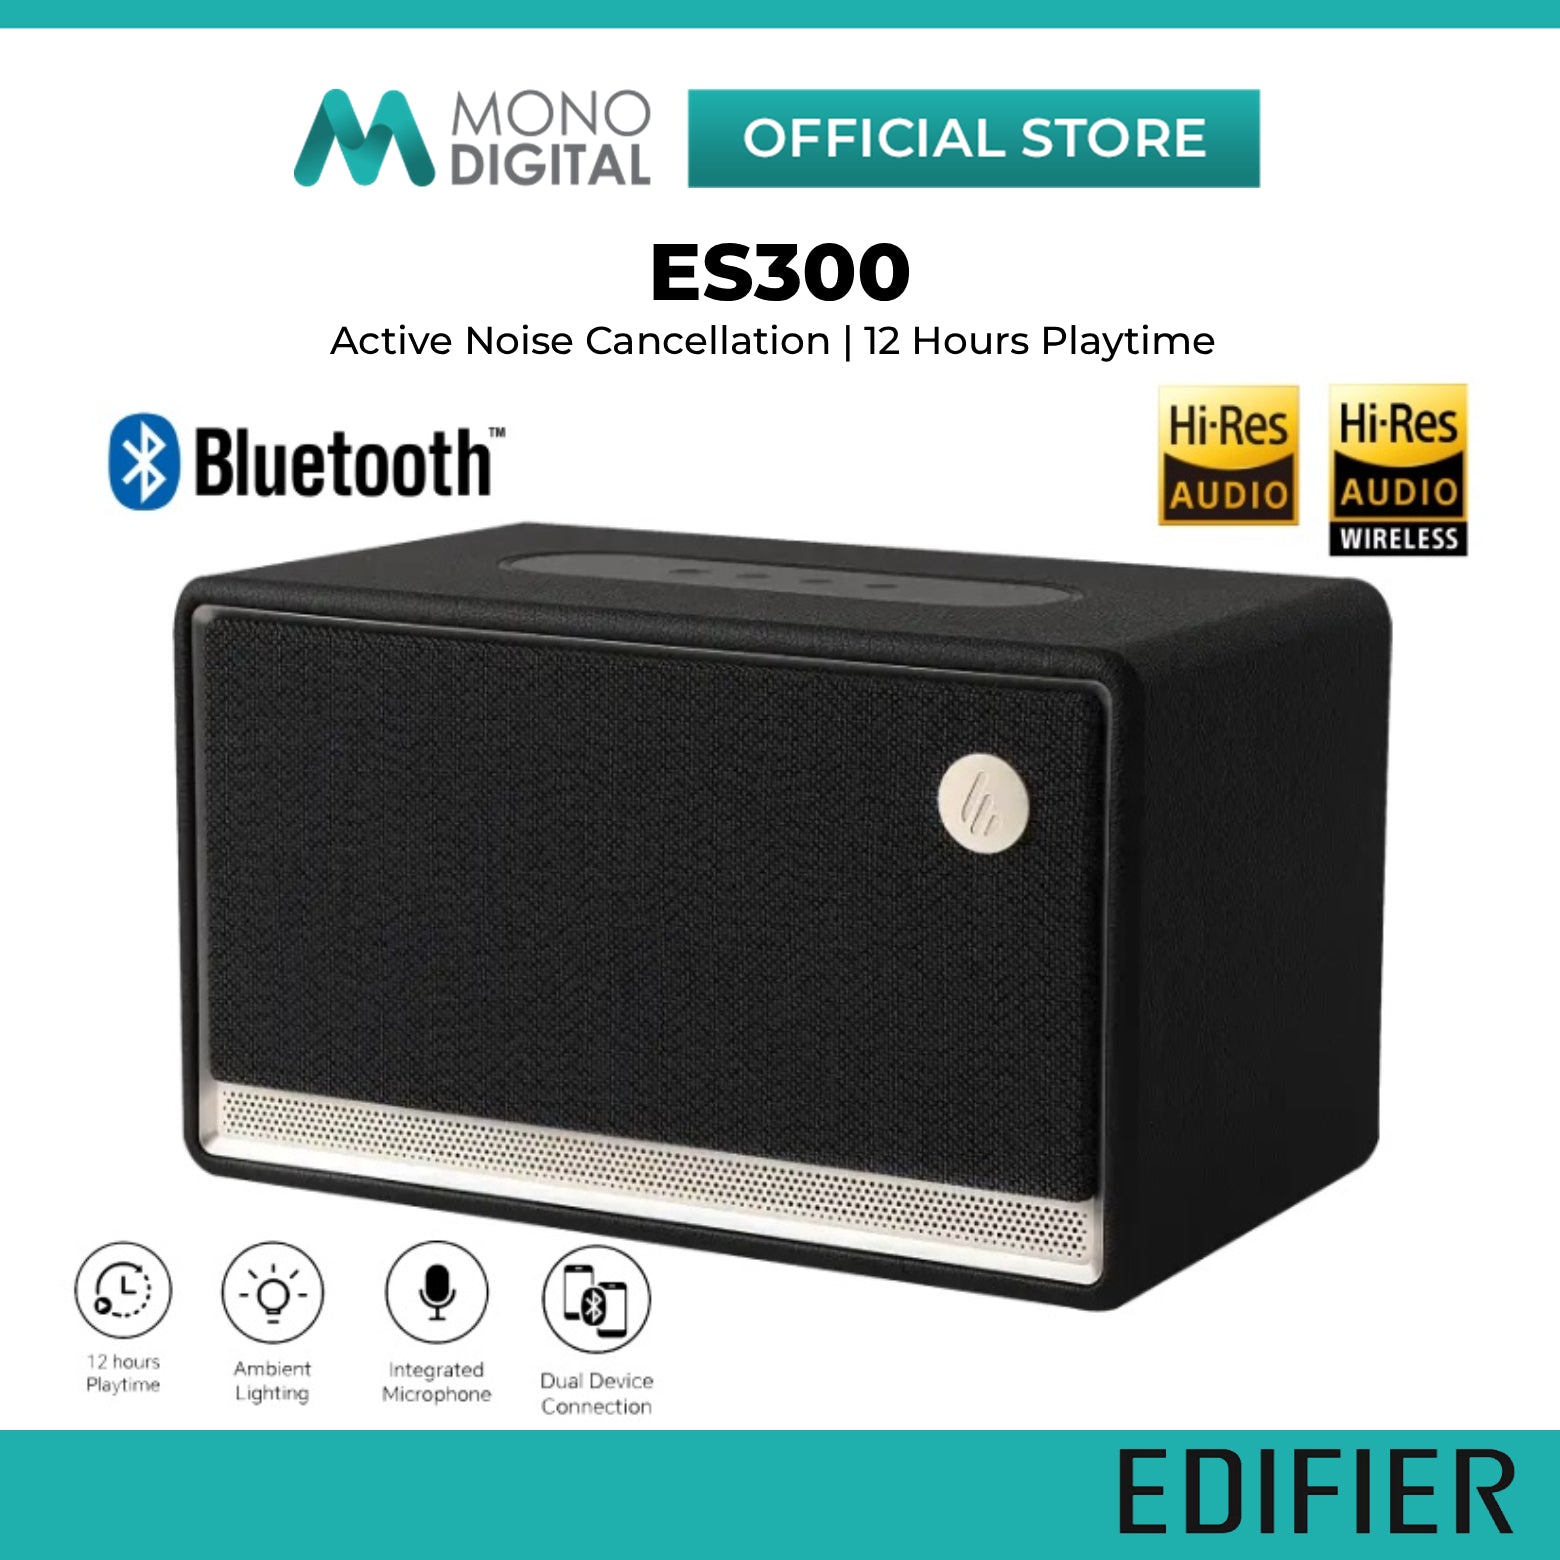 MONO
DIGITAL
OFFICIAL STORE
ES300
Active Noise Cancellation | 12 Hours Playtime
Bluetooth™
Hi-Res
AUDIO
Hi-Res
AUDIO
WIRELESS
12 hours
Playtime
Ambient
Lighting
Integrated
Microphone
Dual Device
Connection
EDIFIER